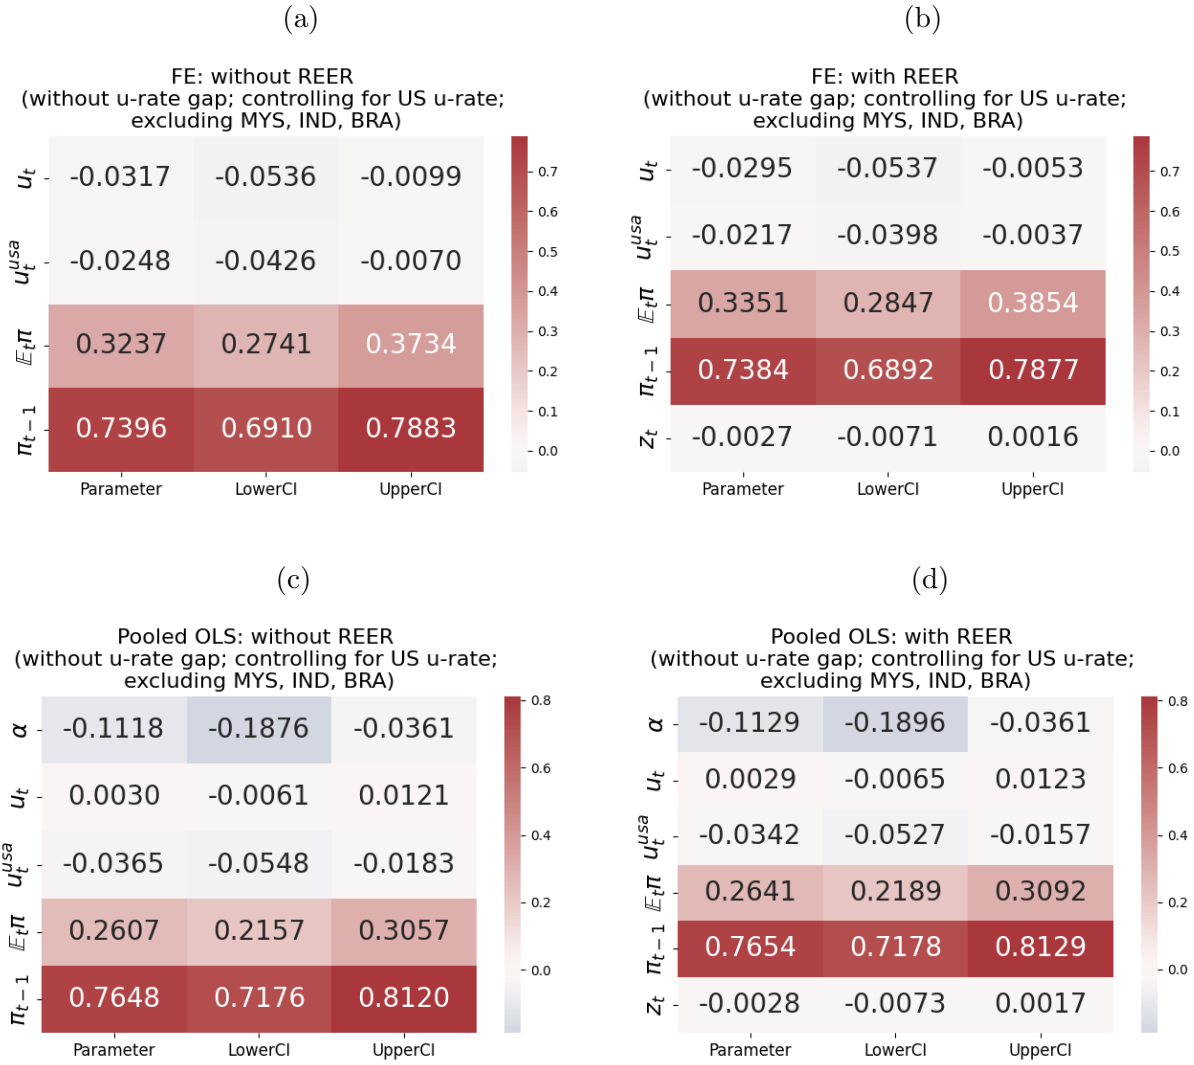 (a)
FE: without REER
(without u-rate gap; controlling for US u-rate;
excluding MYS, IND, BRA)
u_t -0.0317 -0.0536 -0.0099
u_t^{usa} -0.0248 -0.0426 -0.0070
𝔼_tπ 0.3237 0.2741 0.3734
π_{t−1} 0.7396 0.6910 0.7883
Parameter LowerCI UpperCI
0.7
0.6
0.5
0.4
0.3
0.2
0.1
0.0
(b)
FE: with REER
(without u-rate gap; controlling for US u-rate;
excluding MYS, IND, BRA)
u_t -0.0295 -0.0537 -0.0053
u_t^{usa} -0.0217 -0.0398 -0.0037
𝔼_tπ 0.3351 0.2847 0.3854
π_{t−1} 0.7384 0.6892 0.7877
z_t -0.0027 -0.0071 0.0016
Parameter LowerCI UpperCI
0.7
0.6
0.5
0.4
0.3
0.2
0.1
0.0
(c)
Pooled OLS: without REER
(without u-rate gap; controlling for US u-rate;
excluding MYS, IND, BRA)
α -0.1118 -0.1876 -0.0361
u_t 0.0030 -0.0061 0.0121
u_t^{usa} -0.0365 -0.0548 -0.0183
𝔼_tπ 0.2607 0.2157 0.3057
π_{t−1} 0.7648 0.7176 0.8120
Parameter LowerCI UpperCI
0.8
0.6
0.4
0.2
0.0
(d)
Pooled OLS: with REER
(without u-rate gap; controlling for US u-rate;
excluding MYS, IND, BRA)
α -0.1129 -0.1896 -0.0361
u_t 0.0029 -0.0065 0.0123
u_t^{usa} -0.0342 -0.0527 -0.0157
𝔼_tπ 0.2641 0.2189 0.3092
π_{t−1} 0.7654 0.7178 0.8129
z_t -0.0028 -0.0073 0.0017
Parameter LowerCI UpperCI
0.8
0.6
0.4
0.2
0.0